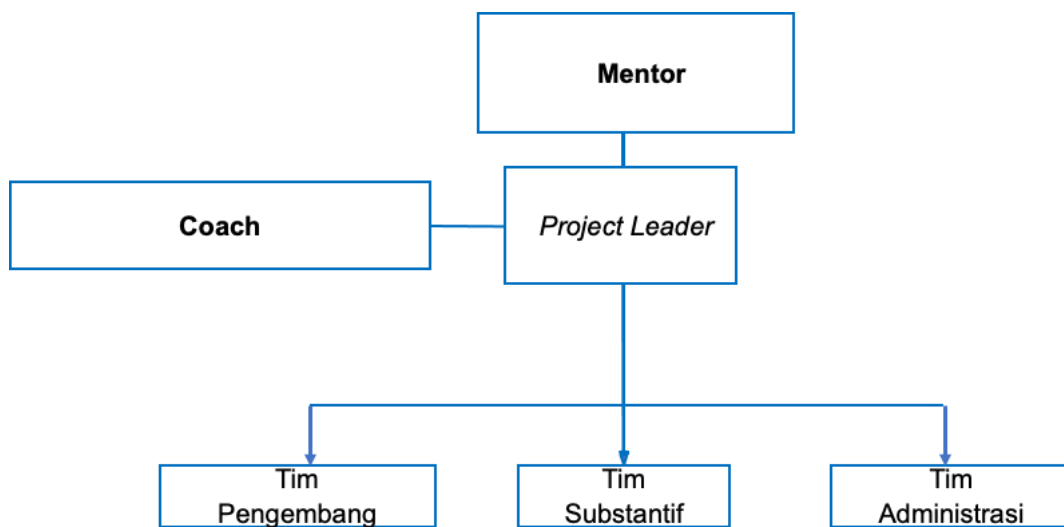 Mentor
Coach
Project Leader
Tim
Pengembang
Tim
Substantif
Tim
Administrasi